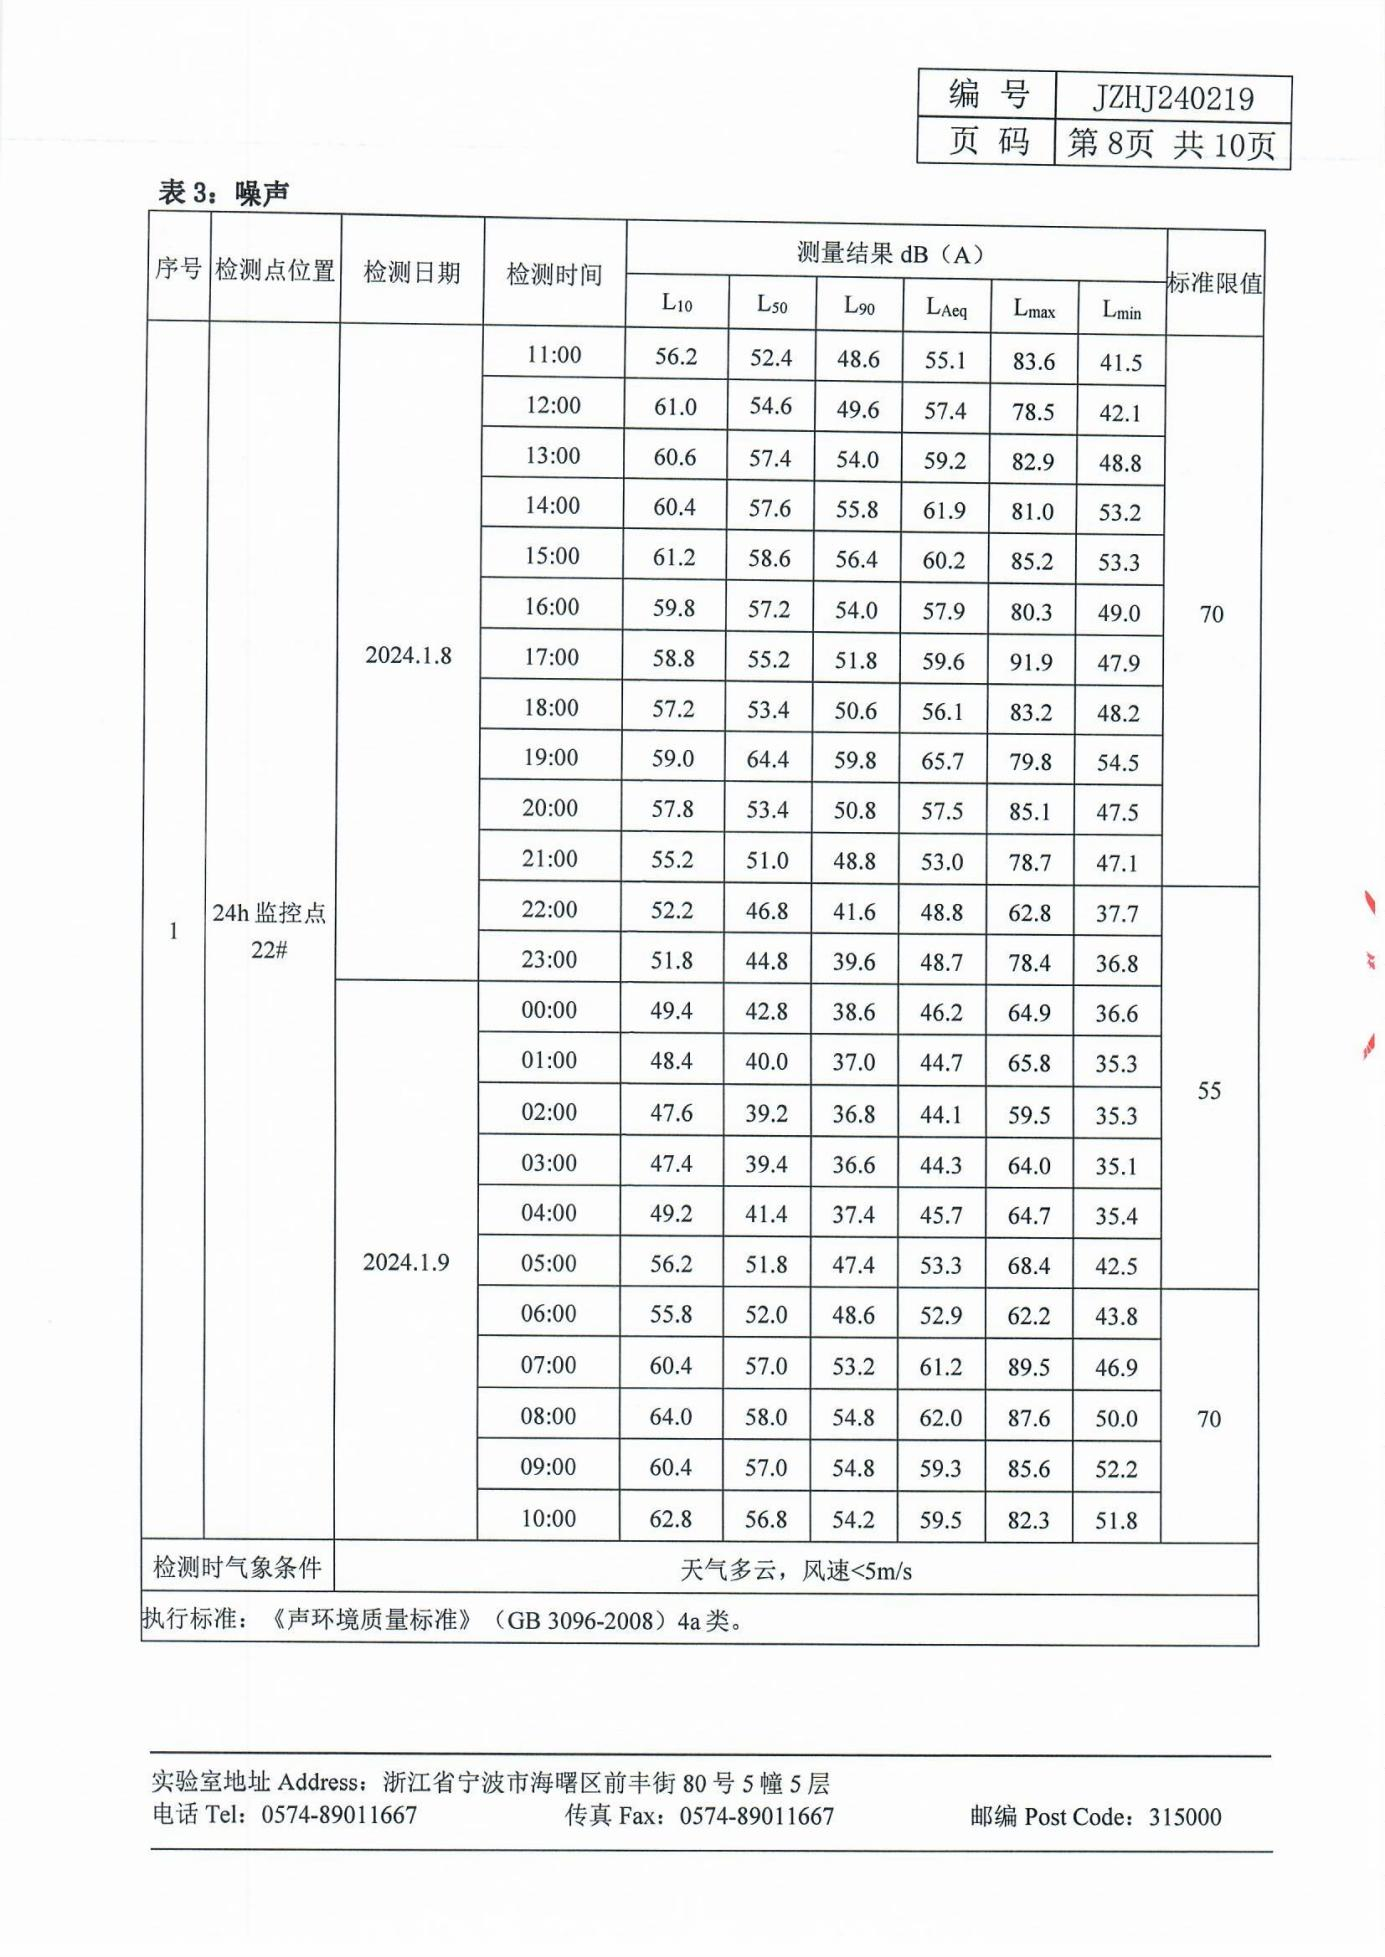 编 号 JZHJ240219
页 码 第 8页 共 10页
表 3：噪声
序号 检测点位置 检测日期 检测时间 测量结果 dB（A） 标准限值
L10 L50 L90 LAeq Lmax Lmin
11:00 56.2 52.4 48.6 55.1 83.6 41.5
12:00 61.0 54.6 49.6 57.4 78.5 42.1
13:00 60.6 57.4 54.0 59.2 82.9 48.8
14:00 60.4 57.6 55.8 61.9 81.0 53.2
15:00 61.2 58.6 56.4 60.2 85.2 53.3
16:00 59.8 57.2 54.0 57.9 80.3 49.0 70
2024.1.8 17:00 58.8 55.2 51.8 59.6 91.9 47.9
18:00 57.2 53.4 50.6 56.1 83.2 48.2
19:00 59.0 64.4 59.8 65.7 79.8 54.5
20:00 57.8 53.4 50.8 57.5 85.1 47.5
21:00 55.2 51.0 48.8 53.0 78.7 47.1
1 24h 监控点 22:00 52.2 46.8 41.6 48.8 62.8 37.7
22# 23:00 51.8 44.8 39.6 48.7 78.4 36.8
00:00 49.4 42.8 38.6 46.2 64.9 36.6
01:00 48.4 40.0 37.0 44.7 65.8 35.3 55
02:00 47.6 39.2 36.8 44.1 59.5 35.3
03:00 47.4 39.4 36.6 44.3 64.0 35.1
04:00 49.2 41.4 37.4 45.7 64.7 35.4
2024.1.9 05:00 56.2 51.8 47.4 53.3 68.4 42.5
06:00 55.8 52.0 48.6 52.9 62.2 43.8
07:00 60.4 57.0 53.2 61.2 89.5 46.9
08:00 64.0 58.0 54.8 62.0 87.6 50.0 70
09:00 60.4 57.0 54.8 59.3 85.6 52.2
10:00 62.8 56.8 54.2 59.5 82.3 51.8
检测时气象条件 天气多云，风速<5m/s
执行标准：《声环境质量标准》（GB 3096-2008）4a 类。
实验室地址 Address：浙江省宁波市海曙区前丰街 80 号 5 幢 5 层
电话 Tel：0574-89011667 传真 Fax：0574-89011667 邮编 Post Code：315000